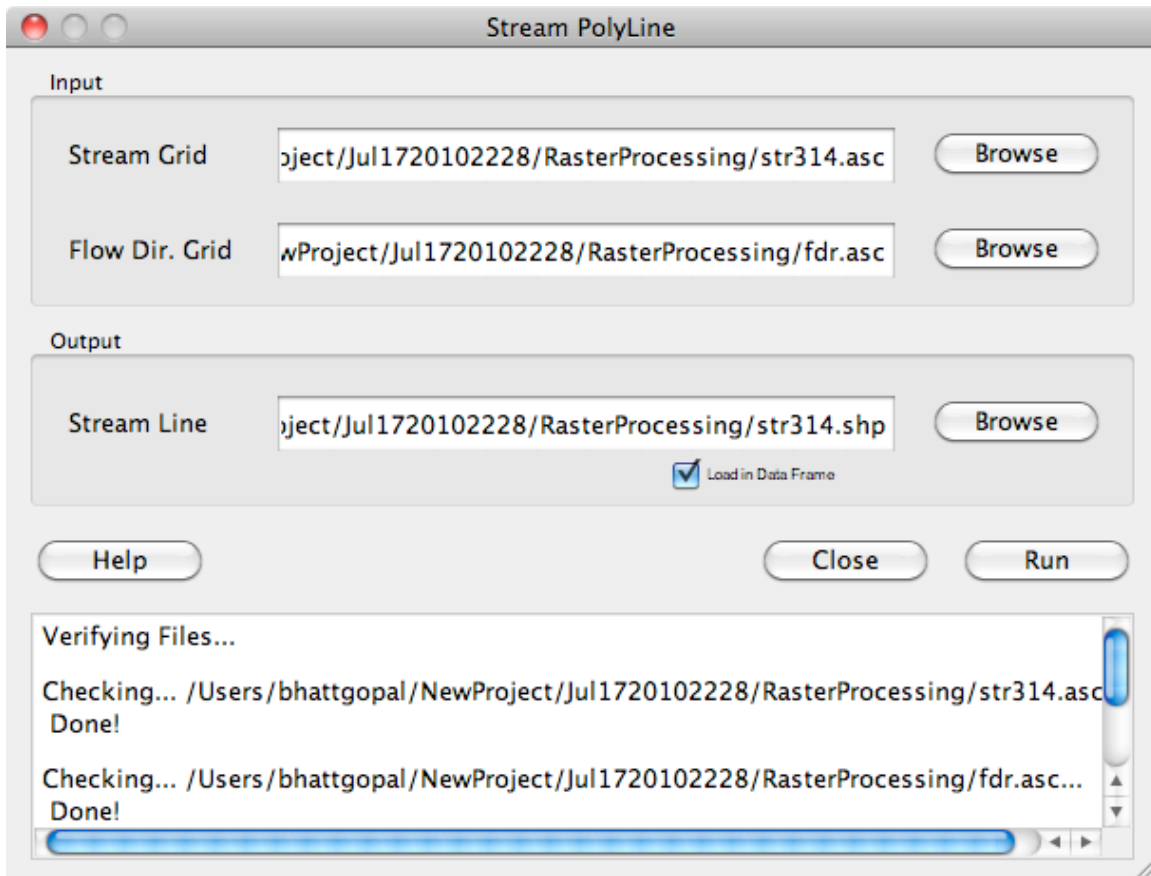 Stream PolyLine
Input
Stream Grid
oject/Jul1720102228/RasterProcessing/str314.asc
Browse
Flow Dir. Grid
wProject/Jul1720102228/RasterProcessing/fdr.asc
Browse
Output
Stream Line
oject/Jul1720102228/RasterProcessing/str314.shp
Browse
Load in Data Frame
Help
Close
Run
Verifying Files...
Checking... /Users/bhattgopal/NewProject/Jul1720102228/RasterProcessing/str314.asc
Done!
Checking... /Users/bhattgopal/NewProject/Jul1720102228/RasterProcessing/fdr.asc...
Done!